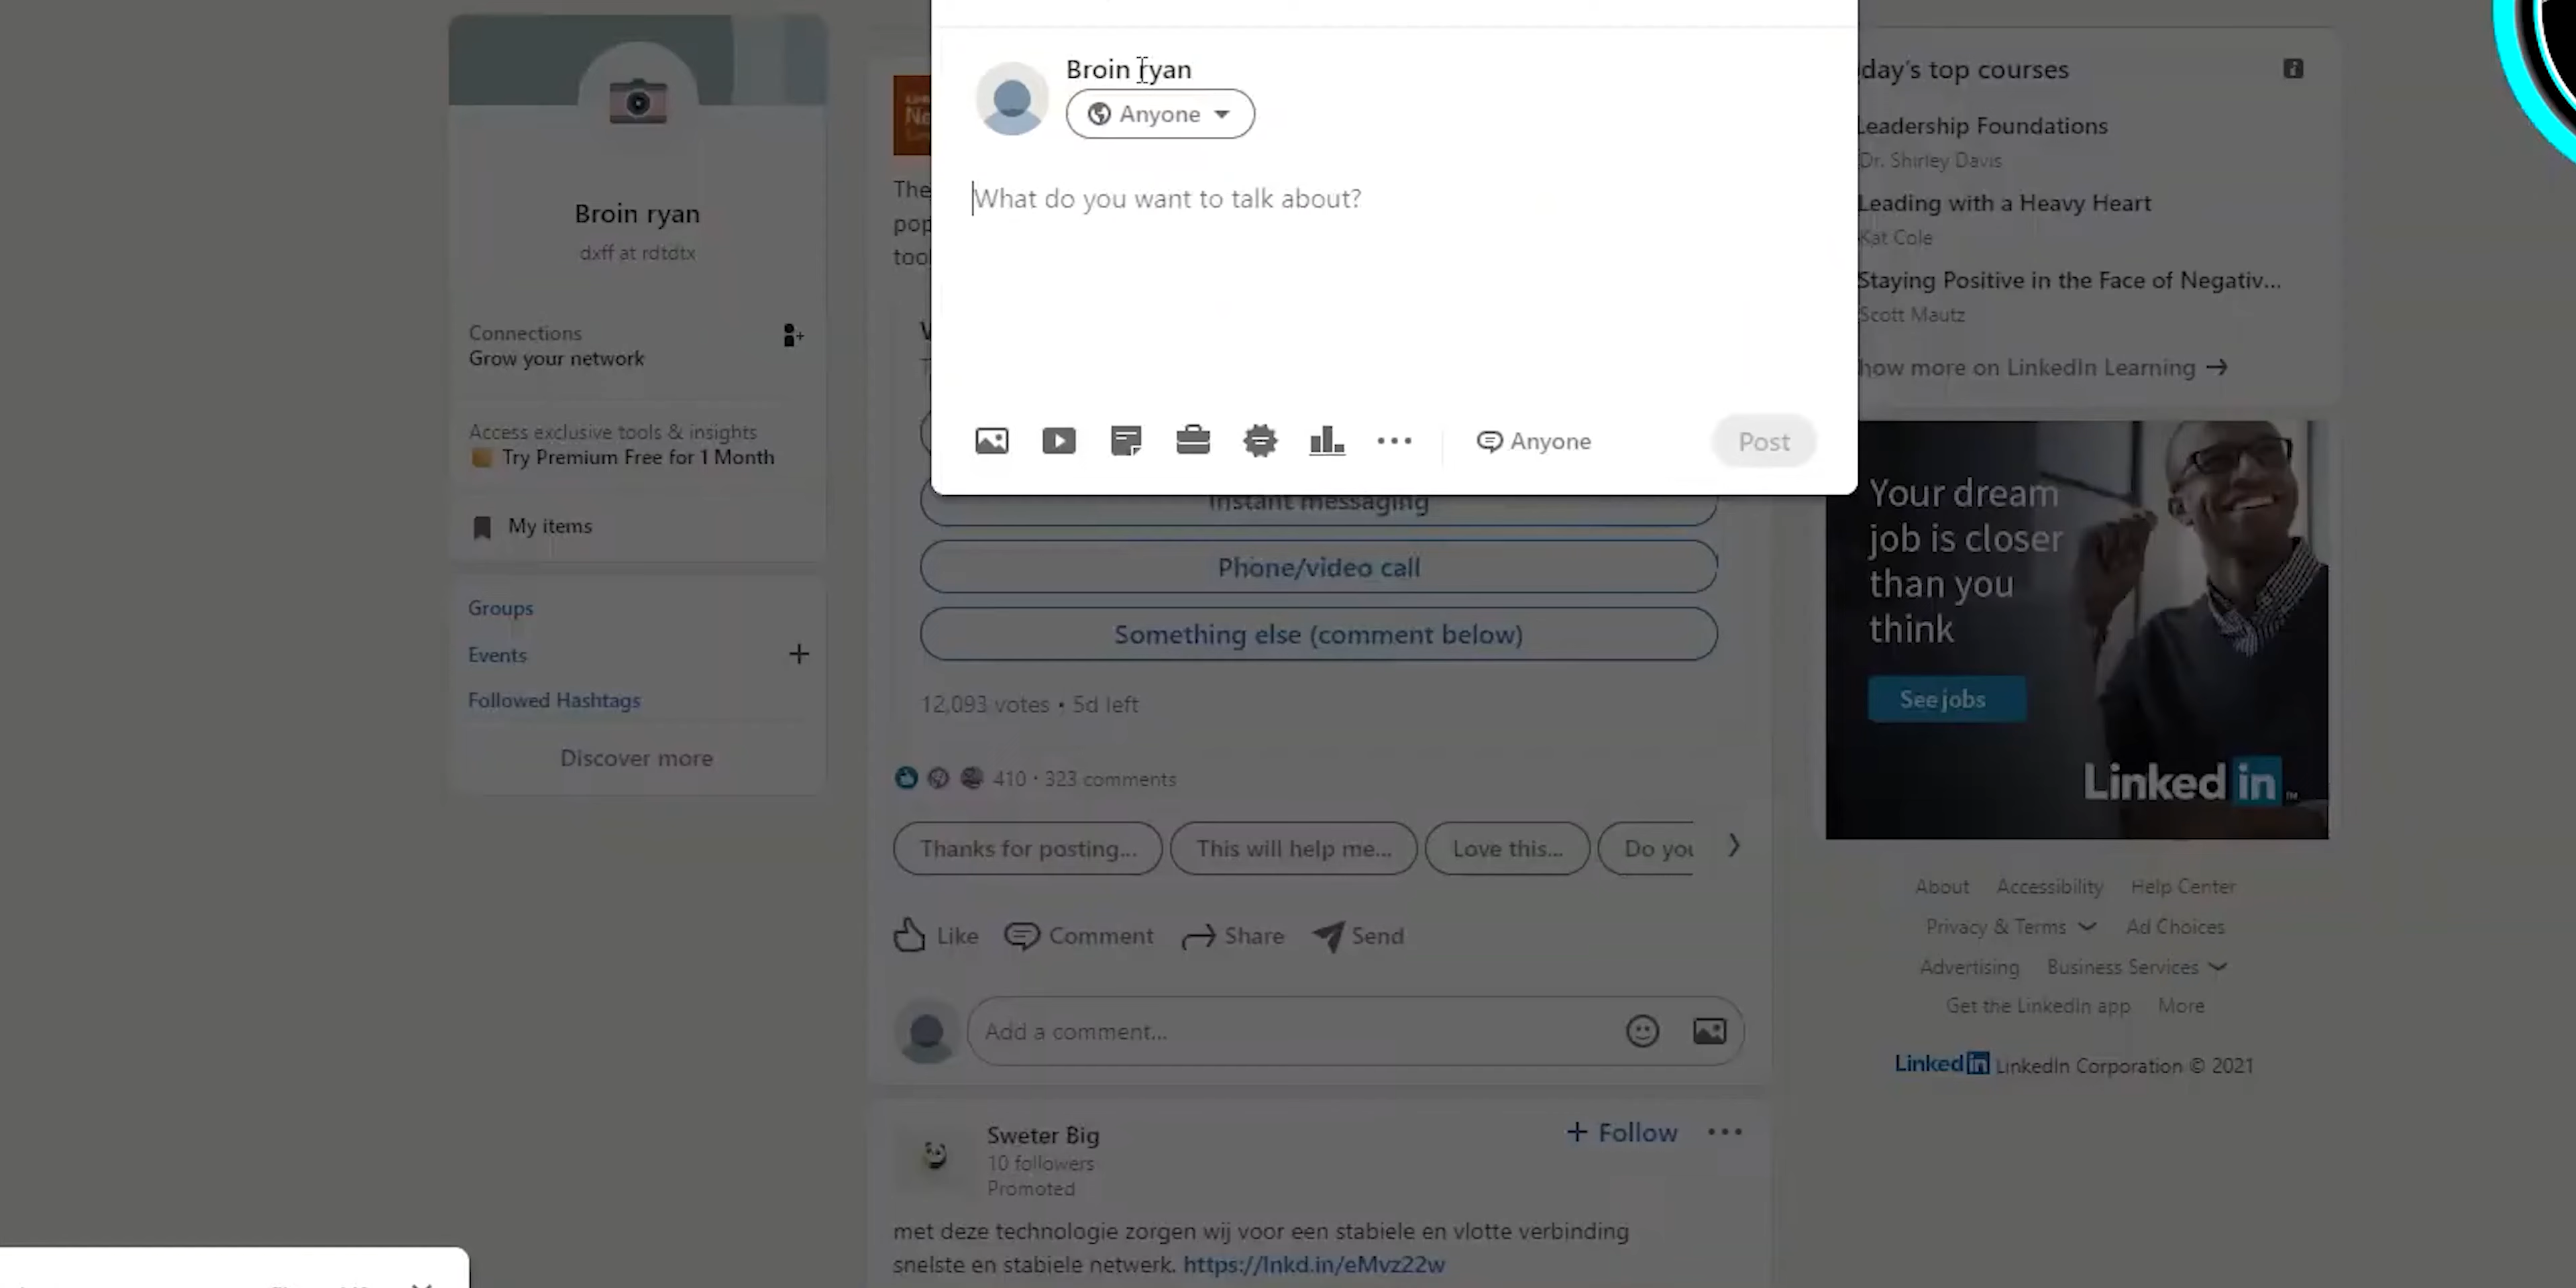 Broin ryan
dxff at rdtdtx
Connections
Grow your network
Access exclusive tools & insights
Try Premium Free for 1 Month
My items
Groups
Events
Followed Hashtags
Discover more
Broin ryan
Anyone
What do you want to talk about?
Anyone
Post
The
Instant messaging
Phone/video call
Something else (comment below)
12,093 votes • 5d left
410 · 323 comments
Thanks for posting...
This will help me...
Love this...
Do you
Like
Comment
Share
Send
Add a comment...
Sweter Big
10 followers
Promoted
+ Follow
met deze technologie zorgen wij voor een stabiele en vlotte verbinding
snelste en stabiele netwerk. https://lnkd.in/eMvz22w
day's top courses
Leadership Foundations
Dr. Shirley Davis
Leading with a Heavy Heart
Kat Cole
Staying Positive in the Face of Negativ...
Scott Mautz
how more on LinkedIn Learning →
Your dream
job is closer
than you
think
See jobs
Linked in
About Accessibility Help Center
Privacy & Terms Ad Choices
Advertising Business Services
Get the LinkedIn app More
Linked in LinkedIn Corporation © 2021